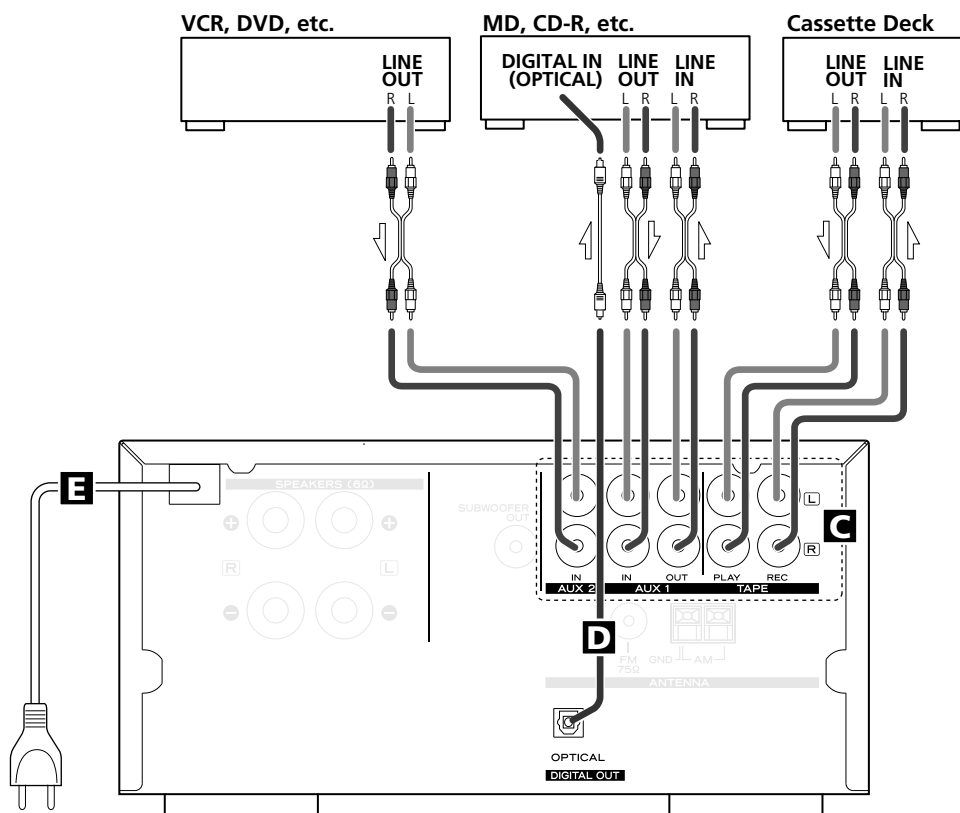 VCR, DVD, etc.
MD, CD-R, etc.
Cassette Deck
LINE OUT
R L
DIGITAL IN (OPTICAL)
LINE OUT
L R
LINE IN
L R
LINE OUT
L R
LINE IN
L R
E
SPEAKERS (6Ω)
+ +
R L
– –
SUBWOOFER OUT
L
R
C
IN
IN
OUT
PLAY
REC
AUX 2
AUX 1
TAPE
D
FM 75Ω
GND
AM
ANTENNA
OPTICAL
DIGITAL OUT